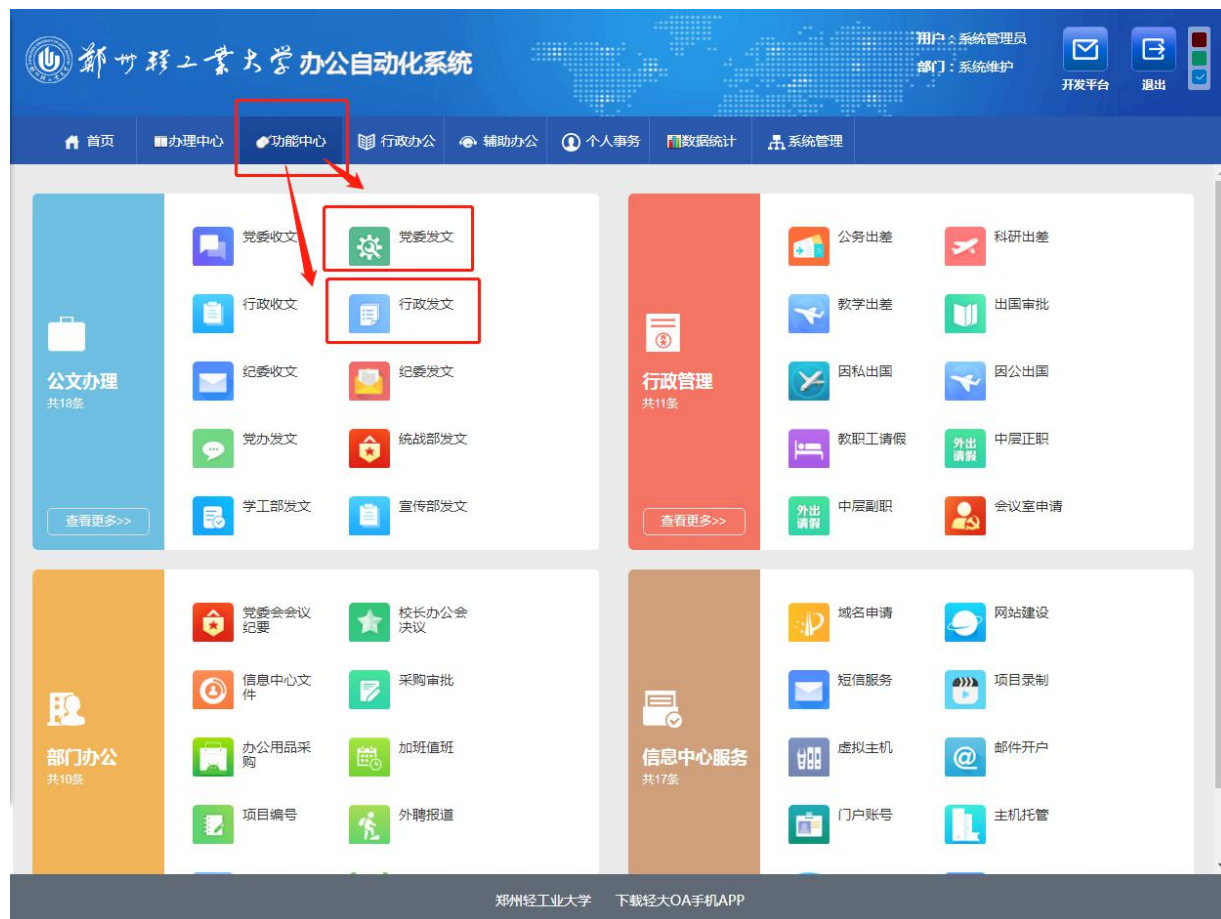 郑州轻工业大学办公自动化系统
用户：系统管理员
部门：系统维护
开发平台
退出
首页
办理中心
功能中心
行政办公
辅助办公
个人事务
数据统计
系统管理
公文办理
共18条
查看更多>>
党委收文
党委发文
行政收文
行政发文
纪委收文
纪委发文
党办发文
统战部发文
学工部发文
宣传部发文
行政管理
共11条
查看更多>>
公务出差
科研出差
教学出差
出国审批
因私出国
因公出国
教职工请假
外出
请假
中层正职
外出
请假
中层副职
会议室申请
部门办公
共10条
党委会会议
纪要
校长办公会
决议
信息中心文
件
采购审批
办公用品采
购
加班值班
项目编号
外聘报道
信息中心服务
共17条
域名申请
网站建设
短信服务
项目录制
虚拟主机
邮件开户
门户账号
主机托管
郑州轻工业大学
下载轻大OA手机APP